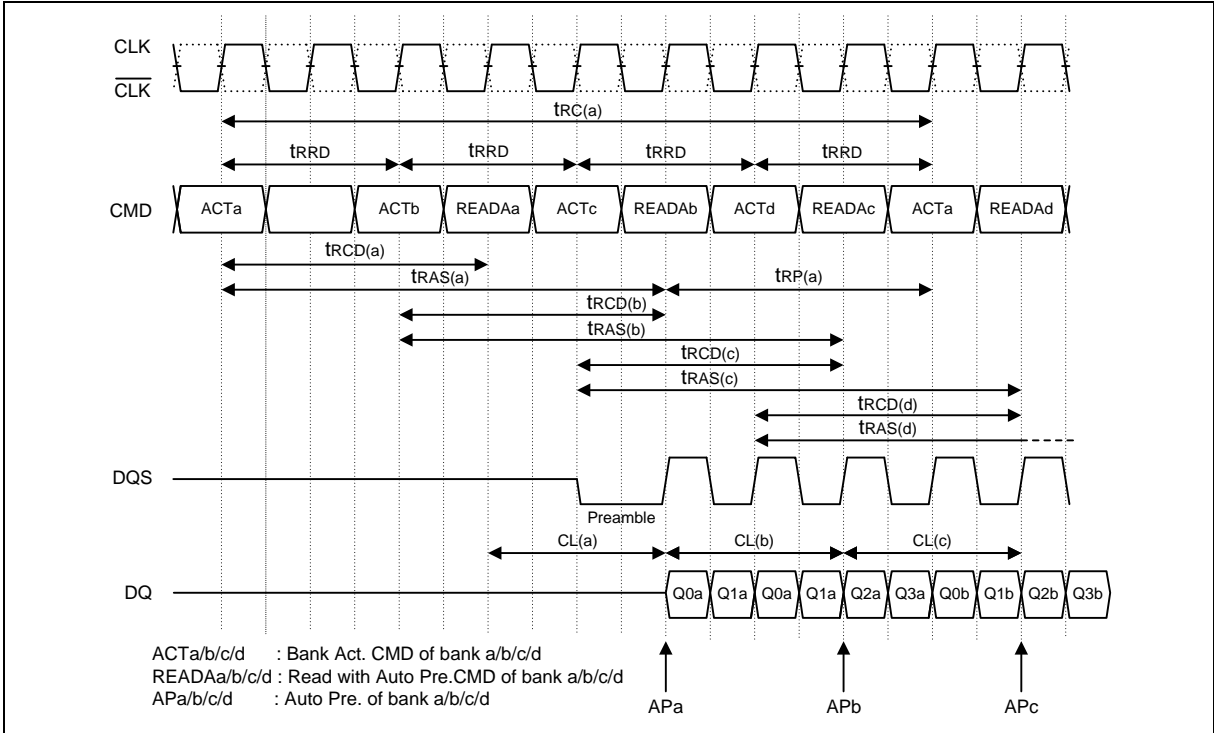 CLK
CLK
tRC(a)
tRRD tRRD tRRD tRRD
CMD ACTa ACTb READAa ACTc READAb ACTd READAc ACTa READAd
tRCD(a)
tRAS(a) tRP(a)
tRCD(b)
tRAS(b)
tRCD(c)
tRAS(c)
tRCD(d)
tRAS(d)
DQS
Preamble
CL(a) CL(b) CL(c)
DQ Q0a Q1a Q0a Q1a Q2a Q3a Q0b Q1b Q2b Q3b
ACTa/b/c/d : Bank Act. CMD of bank a/b/c/d
READAa/b/c/d : Read with Auto Pre.CMD of bank a/b/c/d
APa/b/c/d : Auto Pre. of bank a/b/c/d
APa APb APc